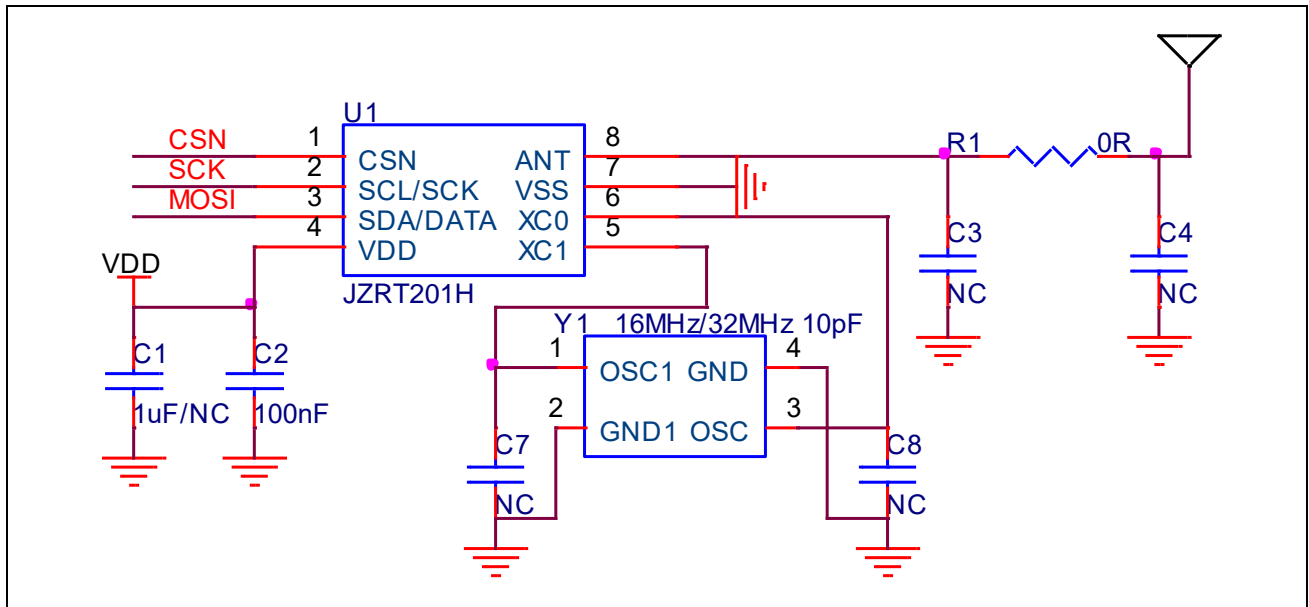 U1
CSN 1 CSN ANT 8
SCK 2 SCL/SCK VSS 7
MOSI 3 SDA/DATA XC0 6
4 VDD XC1 5
JZRT201H
R1 0R
C3
NC
C4
NC
VDD
C1
1uF/NC
C2
100nF
Y1 16MHz/32MHz 10pF
1 OSC1 GND 4
2 GND1 OSC 3
C7
NC
C8
NC